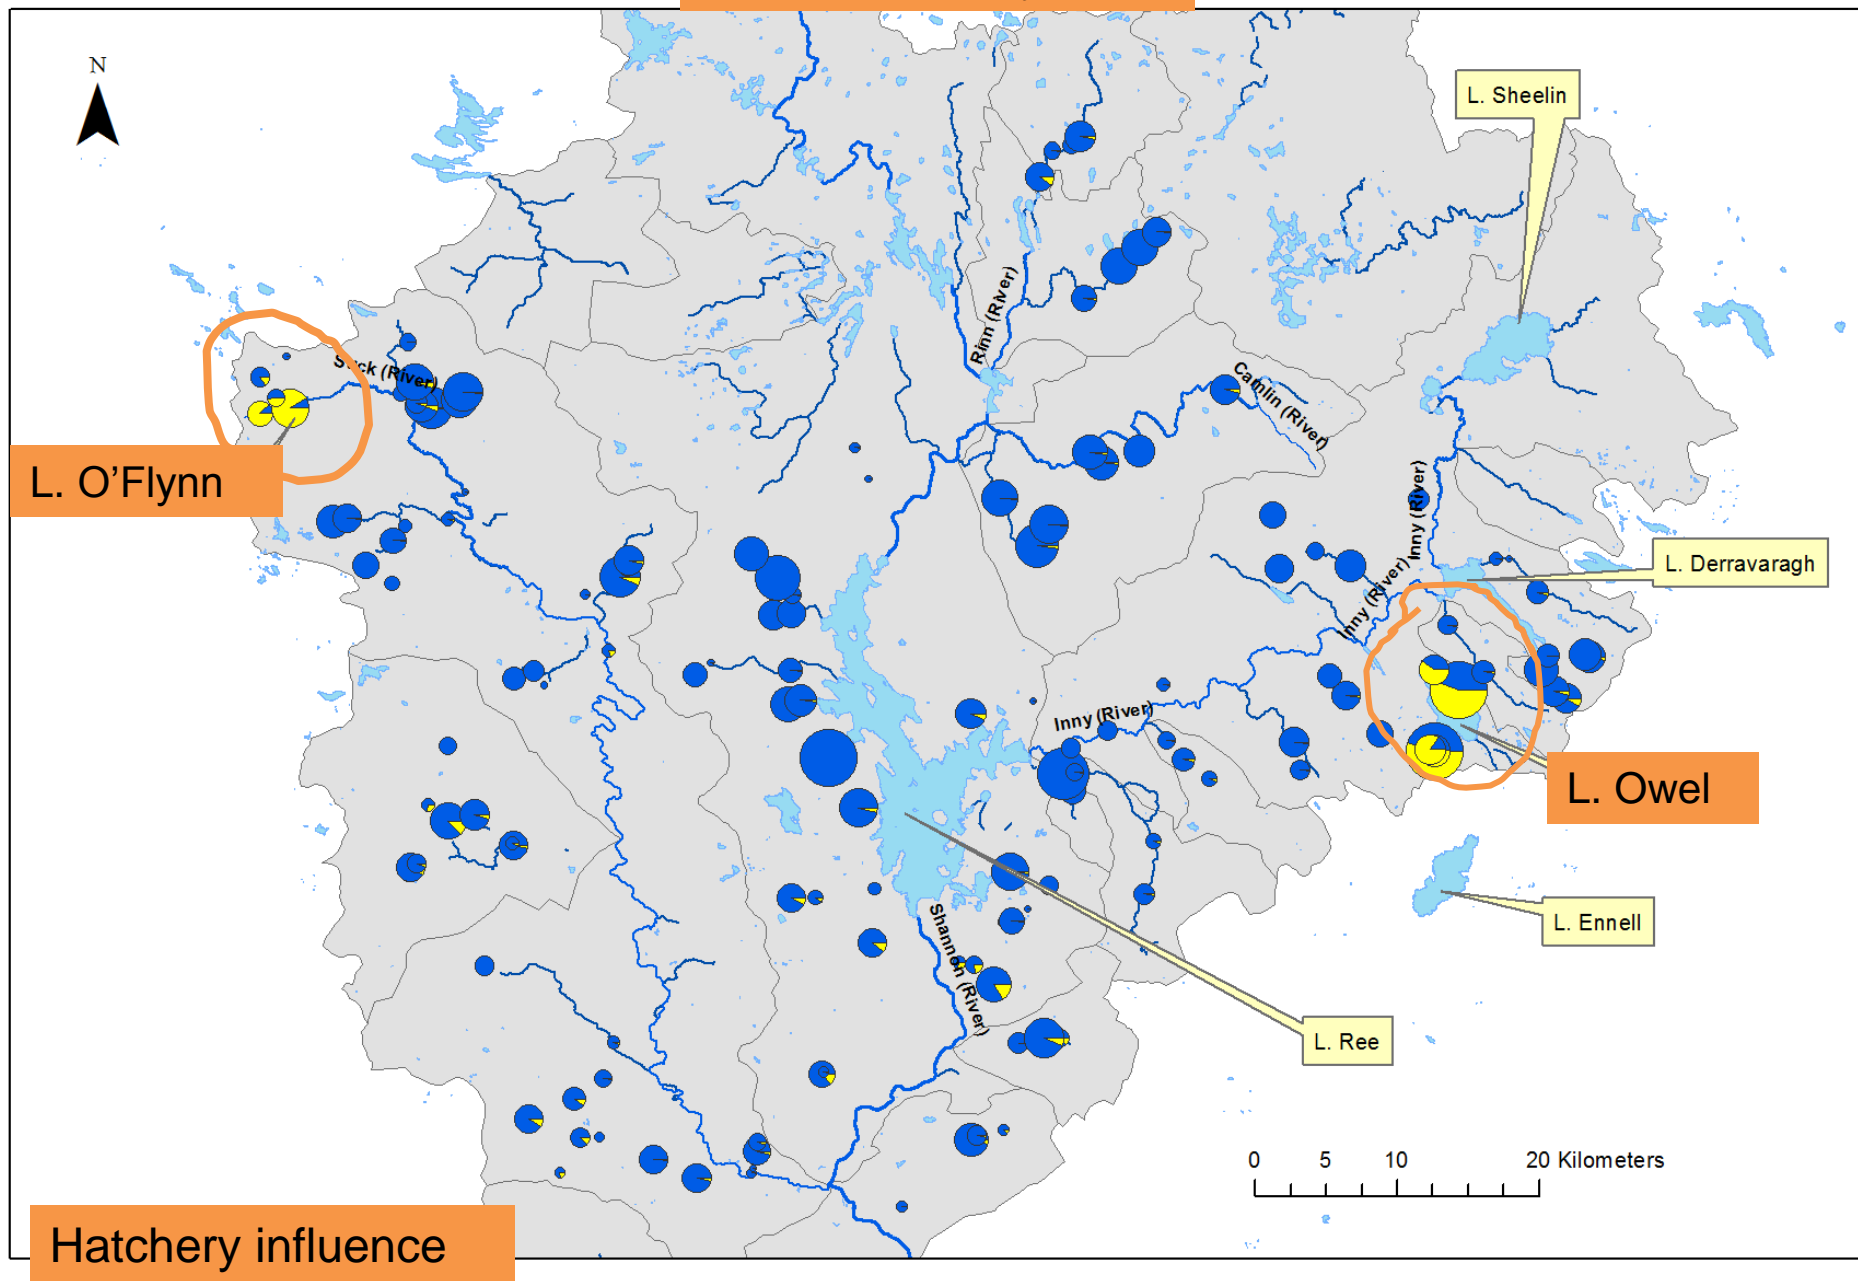 N
L. Sheelin
Rinn (River)
Suck (River)
Camlin (River)
L. O'Flynn
Inny (River)
L. Derravaragh
Inny (River)
Inny (River)
L. Owel
L. Ennell
Shannon (River)
L. Ree
0 5 10 20 Kilometers
Hatchery influence